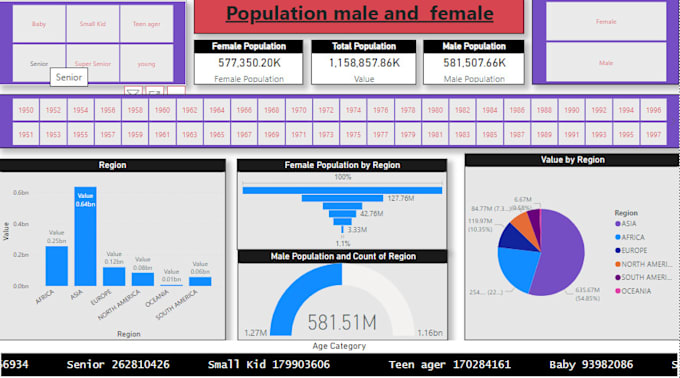 Population male and female
Baby
Small Kid
Teen ager
Senior
Super Senior
young
Senior
Female Population
577,350.20K
Female Population
Total Population
1,158,857.86K
Value
Male Population
581,507.66K
Male Population
Female
Male
1950 1952 1954 1956 1958 1960 1962 1964 1966 1968 1970 1972 1974 1976 1978 1980 1982 1984 1986 1988 1990 1992 1994 1996
1951 1953 1955 1957 1959 1961 1963 1965 1967 1969 1971 1973 1975 1977 1979 1981 1983 1985 1987 1989 1991 1993 1995 1997
Region
Value
0.6bn
0.4bn
0.2bn
0.0bn
Value
0.25bn
Value
0.64bn
Value
0.12bn
Value
0.08bn
Value
0.01bn
Value
0.06bn
AFRICA
ASIA
EUROPE
NORTH AMERICA
OCEANIA
SOUTH AMERICA
Region
Female Population by Region
100%
127.76M
42.76M
3.33M
1.1%
Male Population and Count of Region
581.51M
1.27M
1.16bn
Value by Region
84.77M (7.3...)
6.67M
119.97M
(10.35%)
254... (22...)
635.67M
(54.85%)
Region
ASIA
AFRICA
EUROPE
NORTH AMERI...
SOUTH AMERI...
OCEANIA
Age Category
56934 Senior 262810426 Small Kid 179903606 Teen ager 170284161 Baby 93982086 S